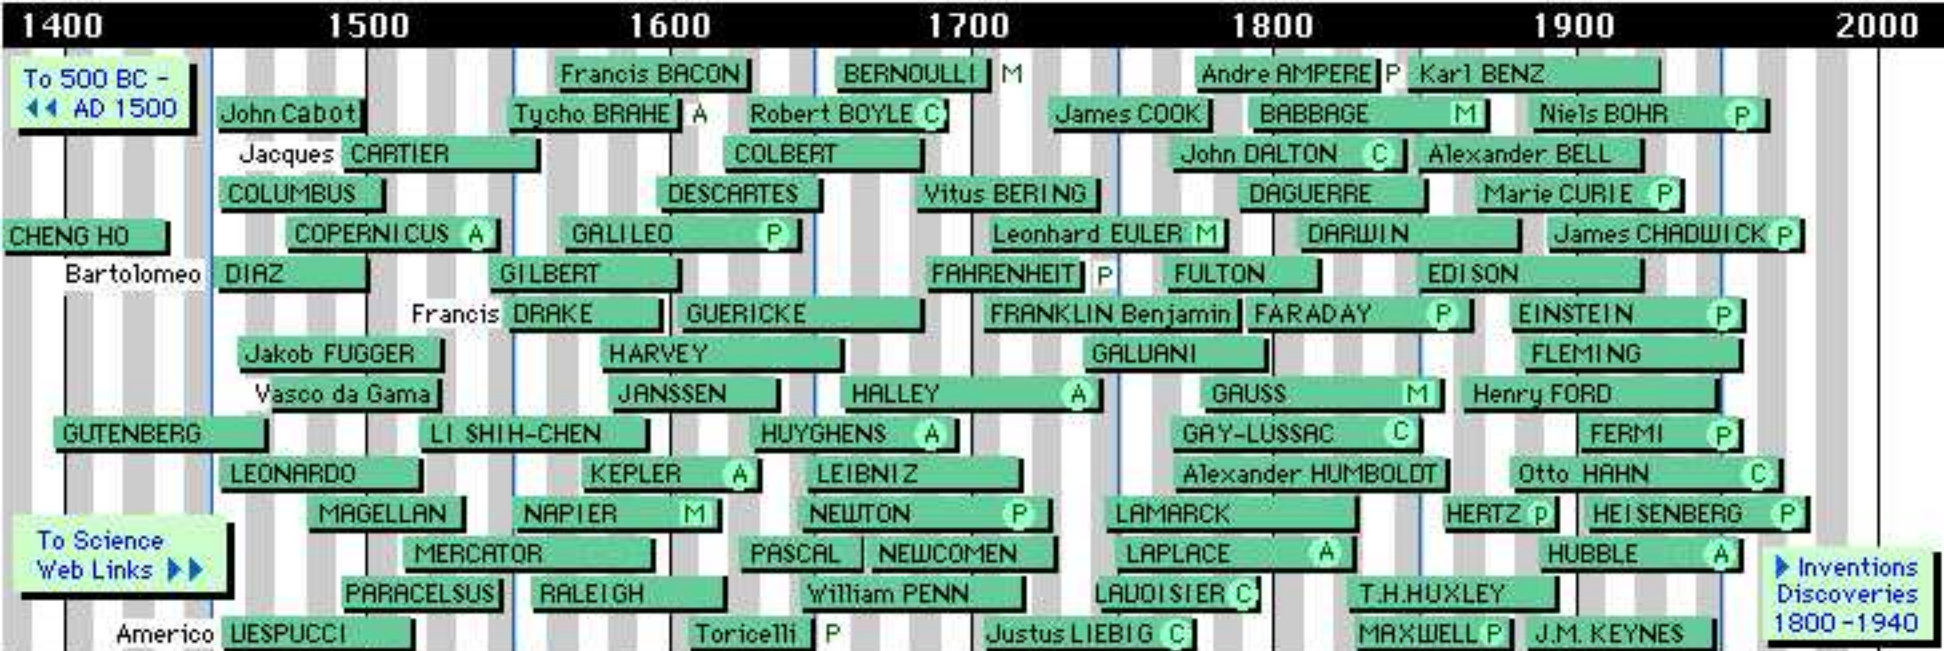 1400 1500 1600 1700 1800 1900 2000
To 500 BC - Francis BACON BERNOULLI M Andre AMPERE P Karl BENZ
◀◀ AD 1500 John Cabot Tycho BRAHE A Robert BOYLE C James COOK BABBAGE M Niels BOHR P
Jacques CARTIER COLBERT John DALTON C Alexander BELL
COLUMBUS DESCARTES Vitus BERING DAGUERRE Marie CURIE P
CHENG HO COPERNICUS A GALILEO P Leonhard EULER M DARWIN James CHADWICK P
Bartolomeo DIAZ GILBERT FAHRENHEIT P FULTON EDISON
Francis DRAKE GUERICKE FRANKLIN Benjamin FARADAY P EINSTEIN P
Jakob FUGGER HARVEY GALVANI FLEMING
Vasco da Gama JANSSEN HALLEY A GAUSS M Henry FORD
GUTENBERG LI SHIH-CHEN HUYGHENS A GAY-LUSSAC C FERMI P
LEONARDO KEPLER A LEIBNIZ Alexander HUMBOLDT Otto HAHN C
MAGELLAN NAPIER M NEWTON P LAMARCK HERTZ p HEISENBERG P
To Science MERCATOR PASCAL NEWCOMEN LAPLACE A HUBBLE A
Web Links ▶▶ PARACELSUS RALEIGH William PENN LAVOISIER C T.H.HUXLEY ▶ Inventions
Discoveries
Americo VESPUCCI Toricelli P Justus LIEBIG C MAXWELL P J.M. KEYNES 1800-1940